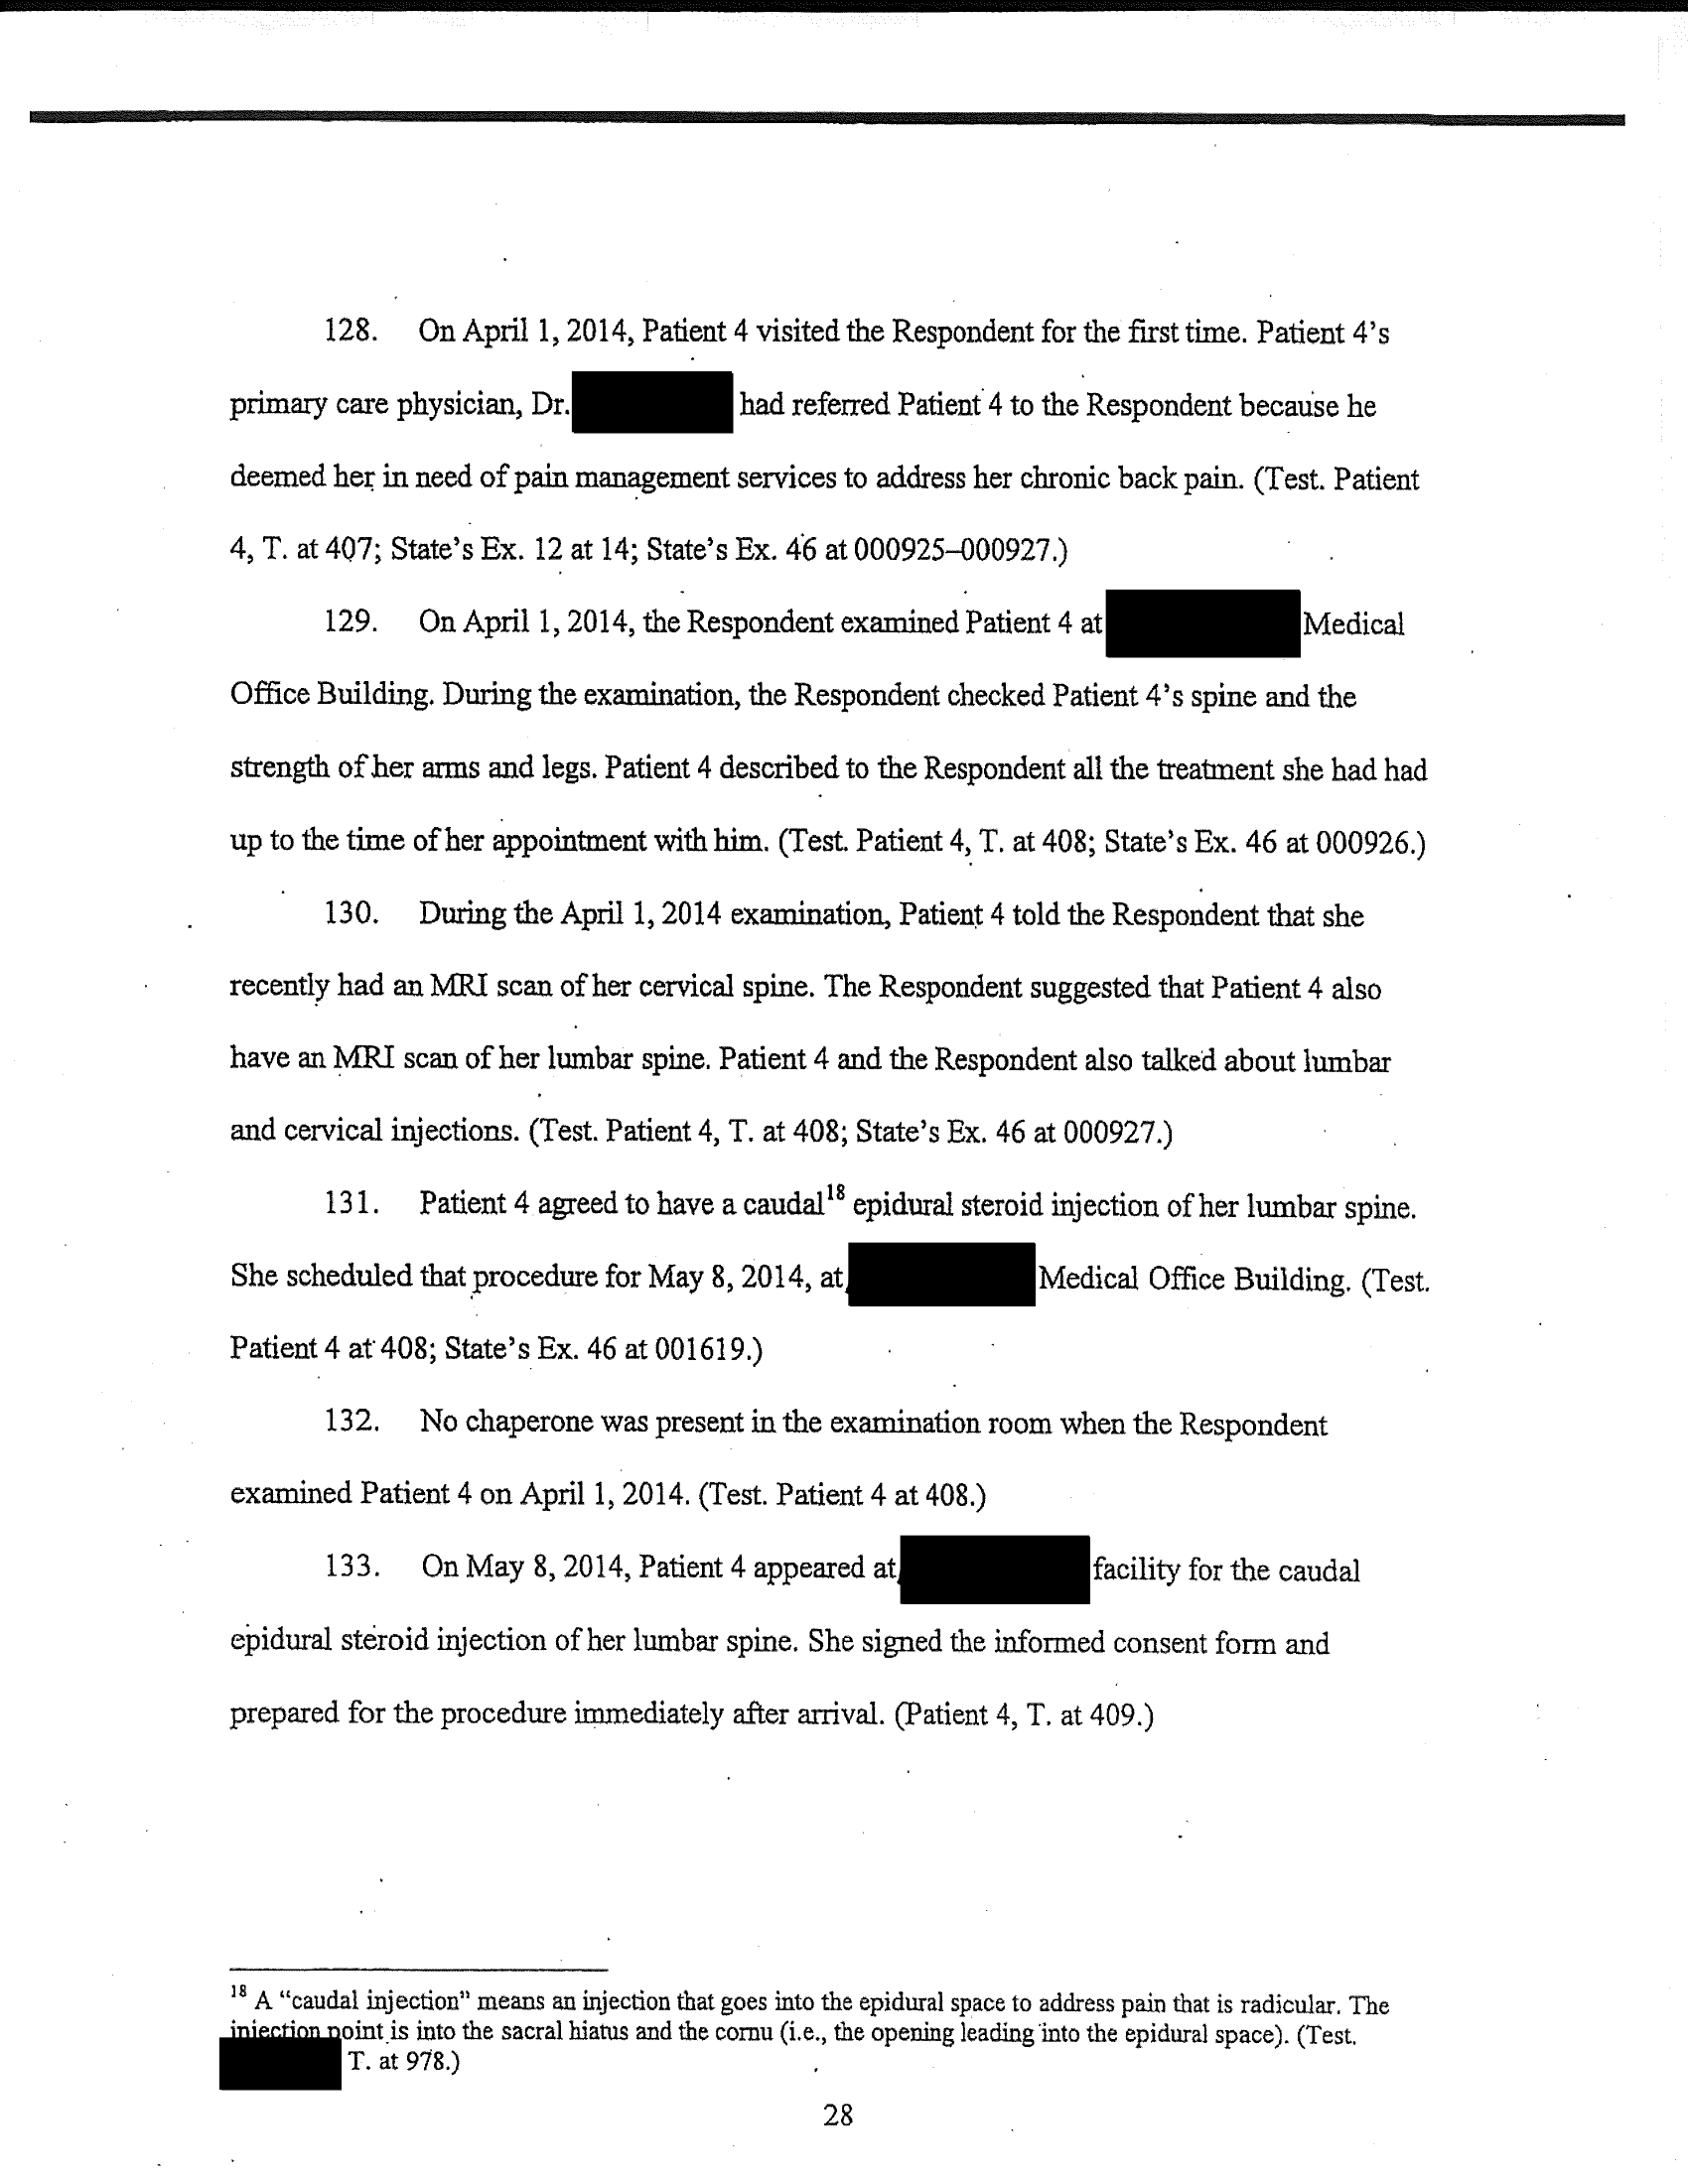 128. On April 1, 2014, Patient 4 visited the Respondent for the first time. Patient 4's
primary care physician, Dr. had referred Patient 4 to the Respondent because he
deemed her in need of pain management services to address her chronic back pain. (Test. Patient
4, T. at 407; State's Ex. 12 at 14; State's Ex. 46 at 000925–000927.)
129. On April 1, 2014, the Respondent examined Patient 4 at Medical
Office Building. During the examination, the Respondent checked Patient 4's spine and the
strength of her arms and legs. Patient 4 described to the Respondent all the treatment she had had
up to the time of her appointment with him. (Test. Patient 4, T. at 408; State's Ex. 46 at 000926.)
130. During the April 1, 2014 examination, Patient 4 told the Respondent that she
recently had an MRI scan of her cervical spine. The Respondent suggested that Patient 4 also
have an MRI scan of her lumbar spine. Patient 4 and the Respondent also talked about lumbar
and cervical injections. (Test. Patient 4, T. at 408; State's Ex. 46 at 000927.)
131. Patient 4 agreed to have a caudal¹⁸ epidural steroid injection of her lumbar spine.
She scheduled that procedure for May 8, 2014, at Medical Office Building. (Test.
Patient 4 at 408; State's Ex. 46 at 001619.)
132. No chaperone was present in the examination room when the Respondent
examined Patient 4 on April 1, 2014. (Test. Patient 4 at 408.)
133. On May 8, 2014, Patient 4 appeared at facility for the caudal
epidural steroid injection of her lumbar spine. She signed the informed consent form and
prepared for the procedure immediately after arrival. (Patient 4, T. at 409.)
¹⁸ A “caudal injection” means an injection that goes into the epidural space to address pain that is radicular. The
injection point is into the sacral hiatus and the cornu (i.e., the opening leading into the epidural space). (Test.
T. at 978.)
28